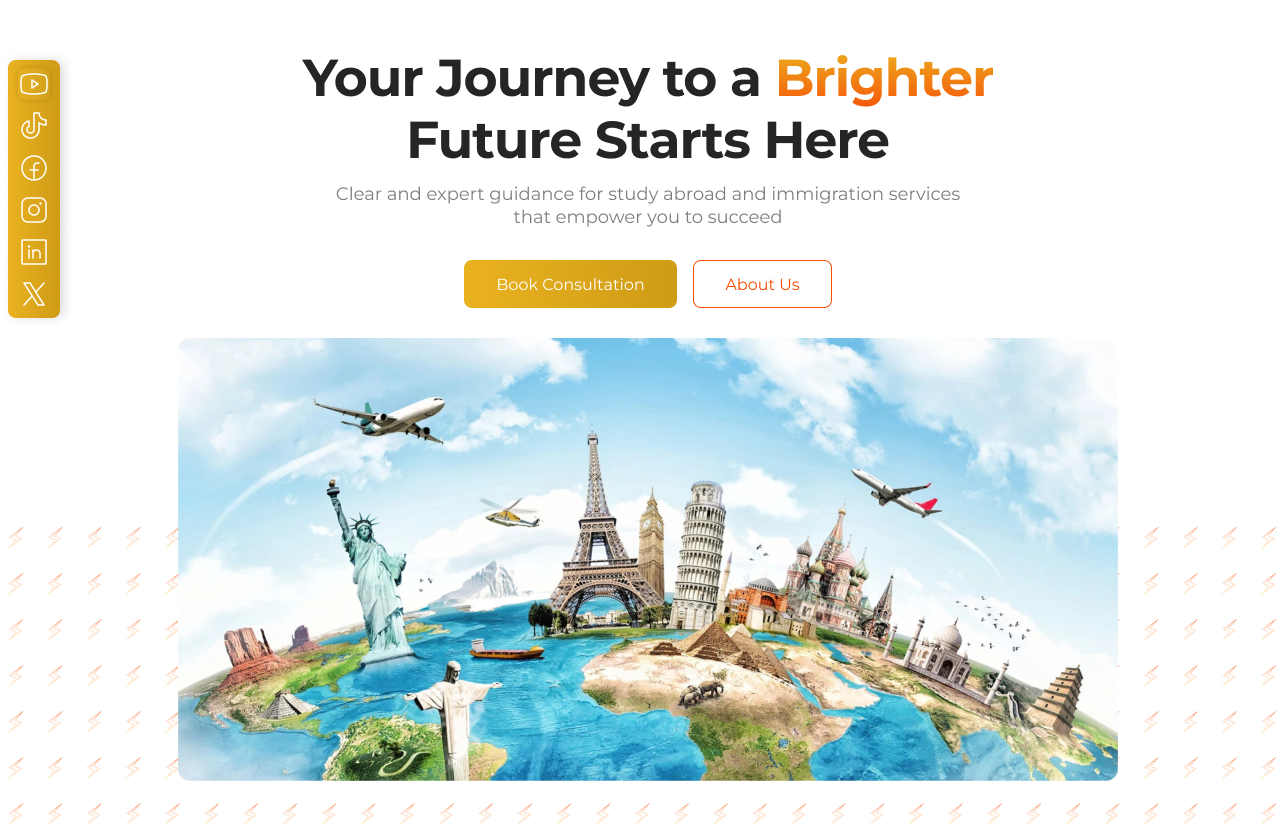 Your Journey to a Brighter
Future Starts Here
Clear and expert guidance for study abroad and immigration services
that empower you to succeed
Book Consultation
About Us